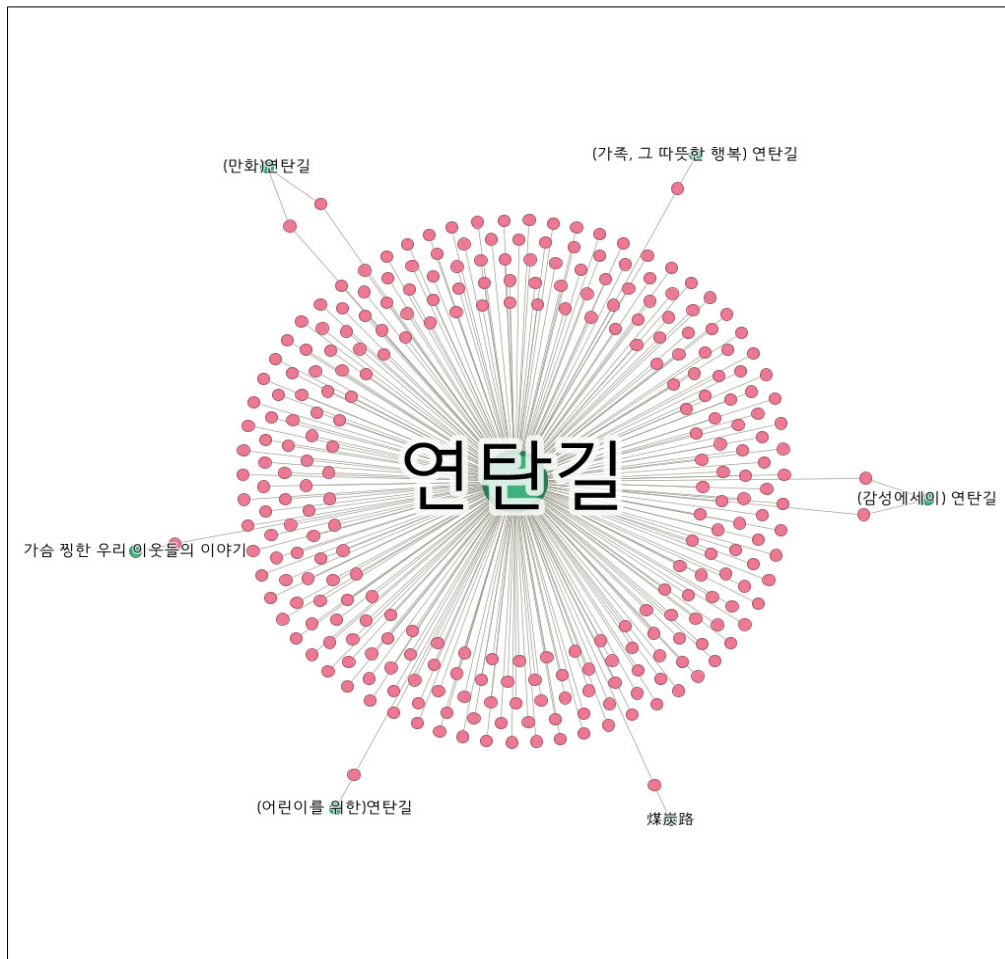 (가족, 그 따뜻한 행복) 연탄길
(만화)연탄길
연탄길
(감성에세이) 연탄길
가슴 찡한 우리 이웃들의 이야기
(어린이를 위한)연탄길
煤炭路